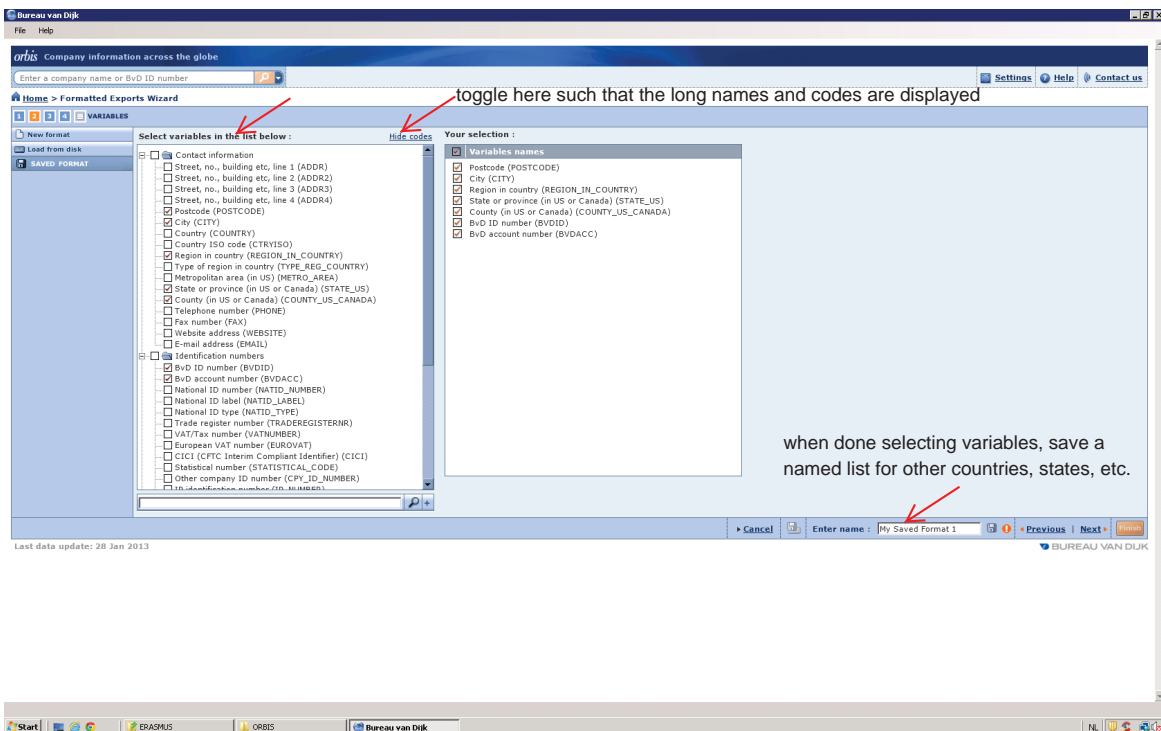 Bureau van Dijk
File Help
orbis Company information across the globe
Enter a company name or BvD ID number
Settings Help Contact us
Home > Formatted Exports Wizard
toggle here such that the long names and codes are displayed
1 2 3 4 VARIABLES
New format
Load from disk
SAVED FORMAT
Select variables in the list below :
Hide codes
Contact information
Street, no., building etc, line 1 (ADDR)
Street, no., building etc, line 2 (ADDR2)
Street, no., building etc, line 3 (ADDR3)
Street, no., building etc, line 4 (ADDR4)
Postcode (POSTCODE)
City (CITY)
Country (COUNTRY)
Country ISO code (CTRYISO)
Region in country (REGION_IN_COUNTRY)
Type of region in country (TYPE_REG_COUNTRY)
Metropolitan area (in US) (METRO_AREA)
State or province (in US or Canada) (STATE_US)
County (in US or Canada) (COUNTY_US_CANADA)
Telephone number (PHONE)
Fax number (FAX)
Website address (WEBSITE)
E-mail address (EMAIL)
Identification numbers
BvD ID number (BVDID)
BvD account number (BVDACC)
National ID number (NATID_NUMBER)
National ID label (NATID_LABEL)
National ID type (NATID_TYPE)
Trade register number (TRADEREGISTERNR)
VAT/Tax number (VATNUMBER)
European VAT number (EUROVAT)
CICI (CFTC Interim Compliant Identifier) (CICI)
Statistical number (STATISTICAL_CODE)
Other company ID number (CPY_ID_NUMBER)
IP identification number (IP_NUMBER)
Your selection :
Variables names
Postcode (POSTCODE)
City (CITY)
Region in country (REGION_IN_COUNTRY)
State or province (in US or Canada) (STATE_US)
County (in US or Canada) (COUNTY_US_CANADA)
BvD ID number (BVDID)
BvD account number (BVDACC)
when done selecting variables, save a
named list for other countries, states, etc.
Cancel Enter name : My Saved Format 1 Previous | Next Finish
Last data update: 28 Jan 2013
BUREAU VAN DIJK
Start ERASMUS ORBIS Bureau van Dijk NL